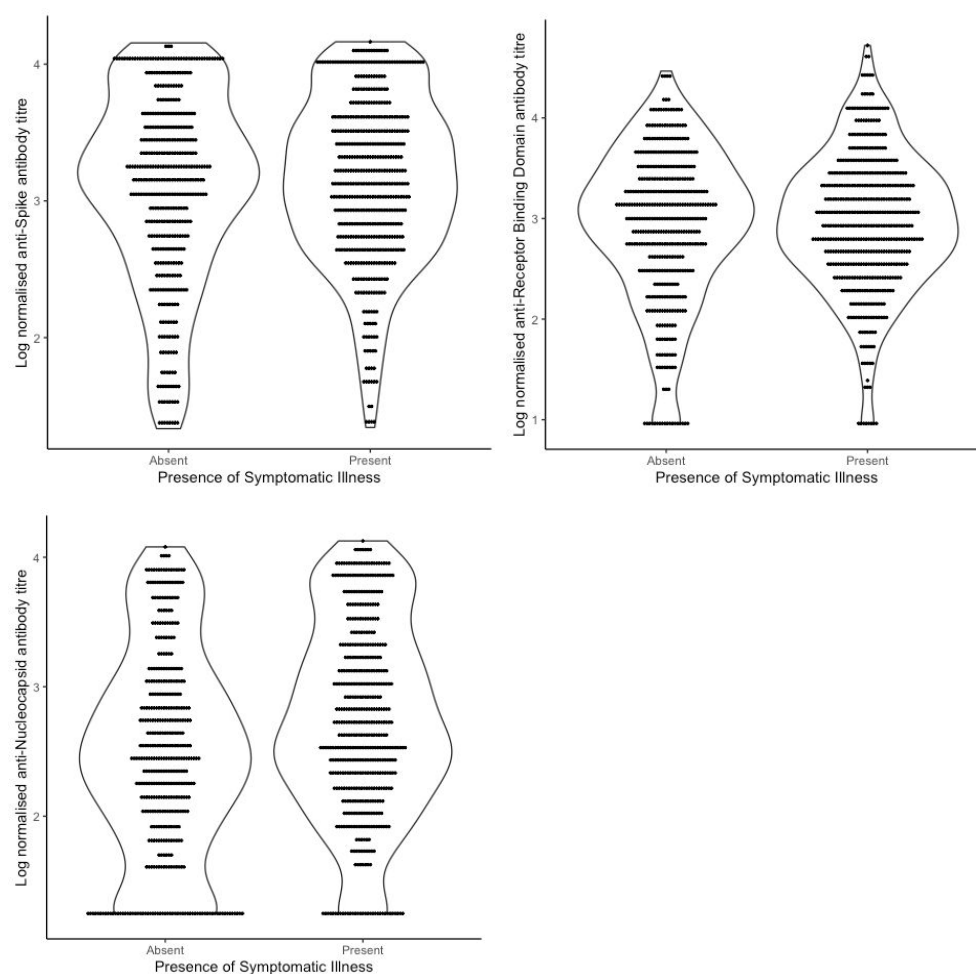 Log normalised anti-Spike antibody titre
4
3
2
Absent
Present
Presence of Symptomatic Illness
Log normalised anti-Receptor Binding Domain antibody titre
4
3
2
1
Absent
Present
Presence of Symptomatic Illness
Log normalised anti-Nucleocapsid antibody titre
4
3
2
Absent
Present
Presence of Symptomatic Illness